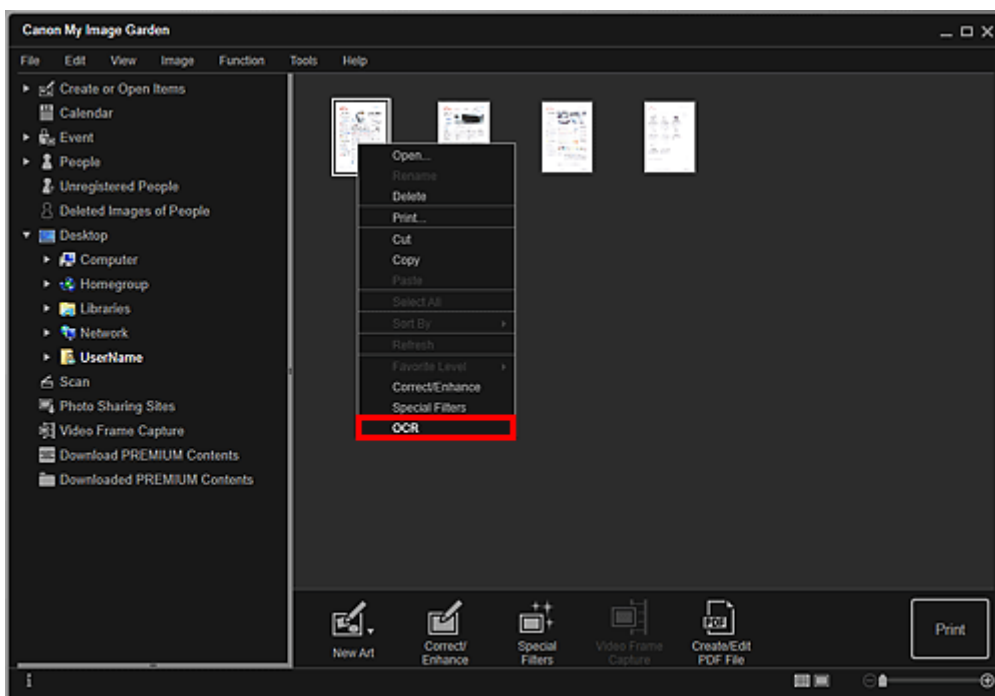 Canon My Image Garden
File Edit View Image Function Tools Help
Create or Open Items
Calendar
Event
People
Unregistered People
Deleted Images of People
Desktop
Computer
Homegroup
Libraries
Network
UserName
Scan
Photo Sharing Sites
Video Frame Capture
Download PREMIUM Contents
Downloaded PREMIUM Contents
Open...
Rename
Delete
Print...
Cut
Copy
Paste
Select All
Sort By
Refresh
Favorite Level
Correct/Enhance
Special Filters
OCR
New Art
Correct/
Enhance
Special
Filters
Video Frame
Capture
PDF
Create/Edit
PDF File
Print